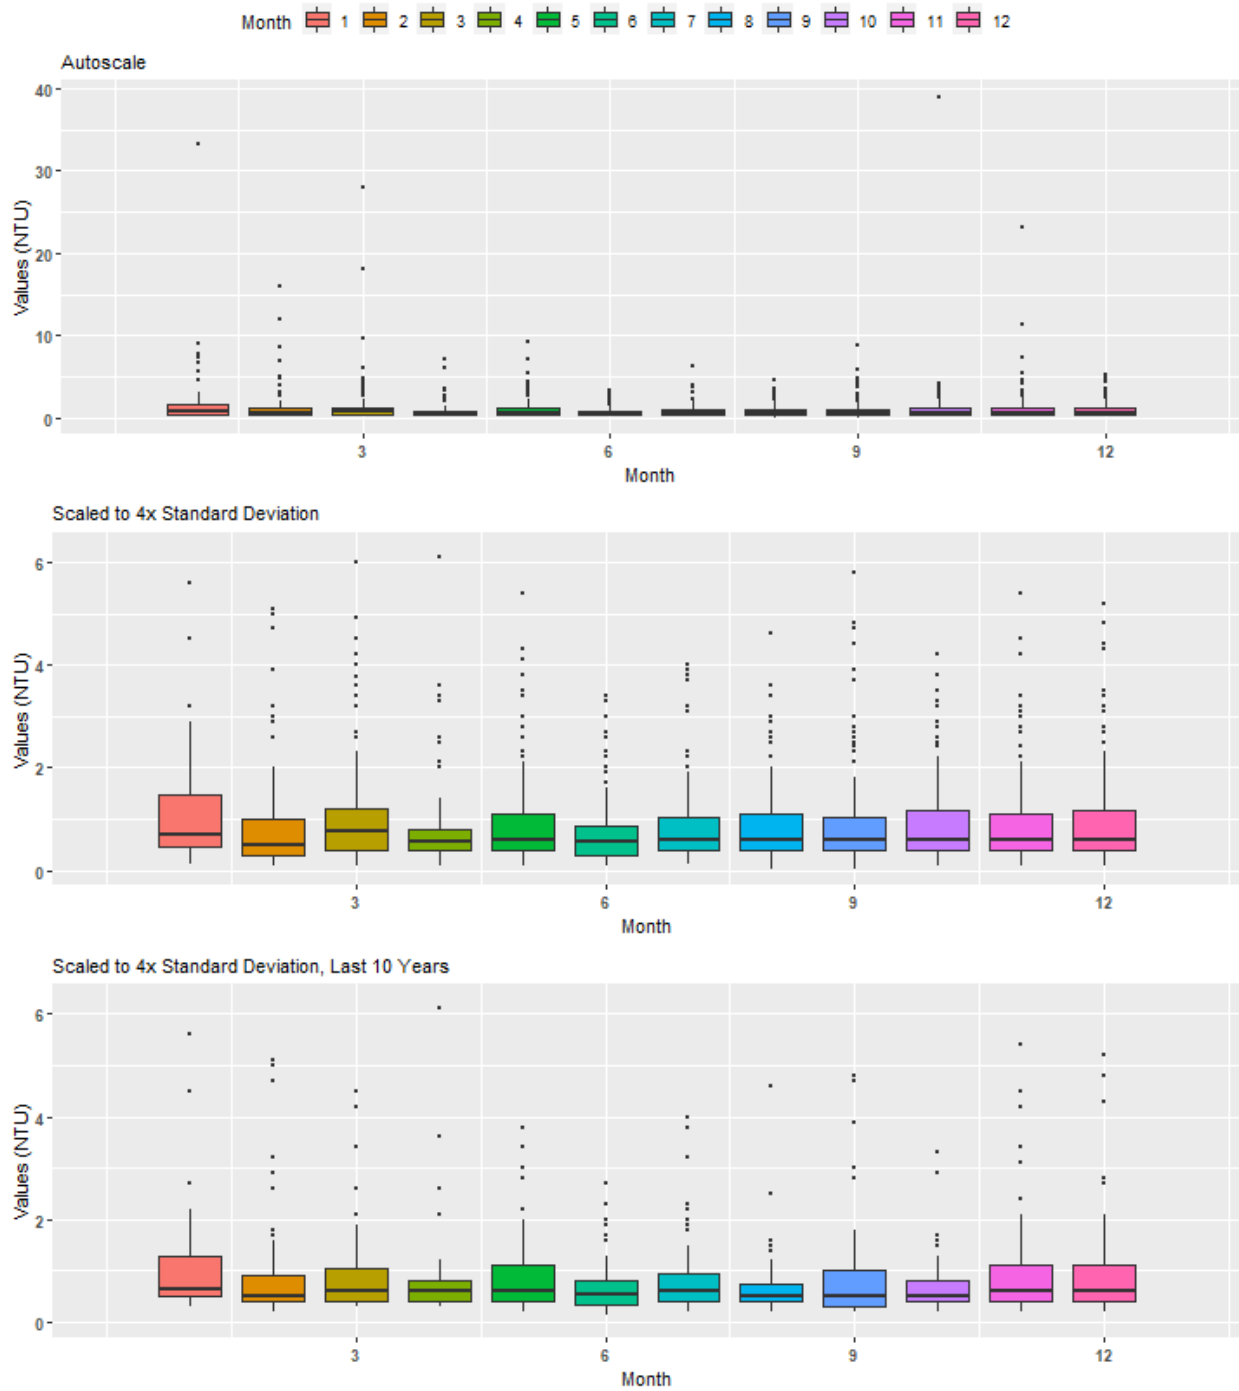 Month 1 2 3 4 5 6 7 8 9 10 11 12
Autoscale
Values (NTU)
40
30
20
10
0
3 6 9 12
Month
Scaled to 4x Standard Deviation
Values (NTU)
6
4
2
0
3 6 9 12
Month
Scaled to 4x Standard Deviation, Last 10 Years
Values (NTU)
6
4
2
0
3 6 9 12
Month